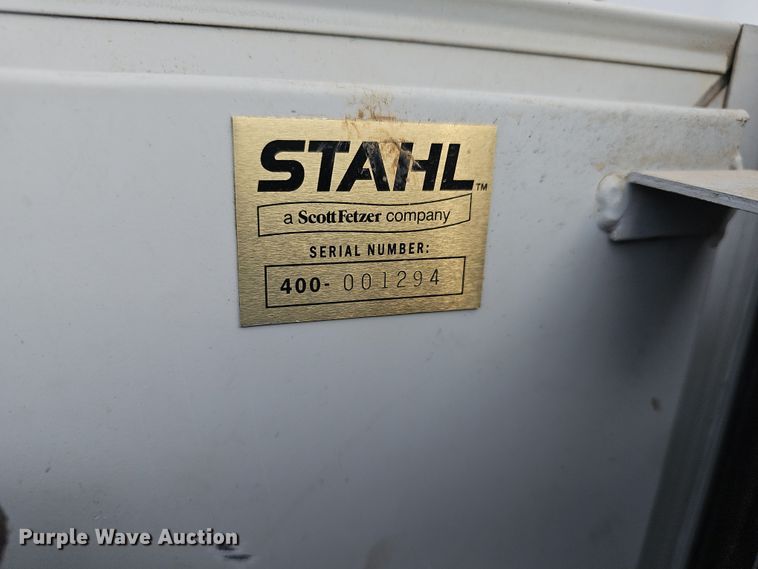 STAHL™
a ScottFetzer company
SERIAL NUMBER:
400- 001294
Purple Wave Auction